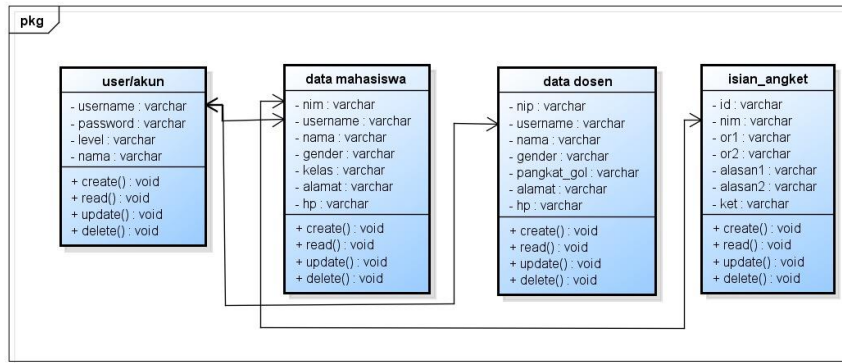 pkg
user/akun
- username : varchar
- password : varchar
- level : varchar
- nama : varchar
+ create() : void
+ read() : void
+ update() : void
+ delete() : void
data mahasiswa
- nim : varchar
- username : varchar
- nama : varchar
- gender : varchar
- kelas : varchar
- alamat : varchar
- hp : varchar
+ create() : void
+ read() : void
+ update() : void
+ delete() : void
data dosen
- nip : varchar
- username : varchar
- nama : varchar
- gender : varchar
- pangkat_gol : varchar
- alamat : varchar
- hp : varchar
+ create() : void
+ read() : void
+ update() : void
+ delete() : void
isian_angket
- id : varchar
- nim : varchar
- or1 : varchar
- or2 : varchar
- alasan1 : varchar
- alasan2 : varchar
- ket : varchar
+ create() : void
+ read() : void
+ update() : void
+ delete() : void